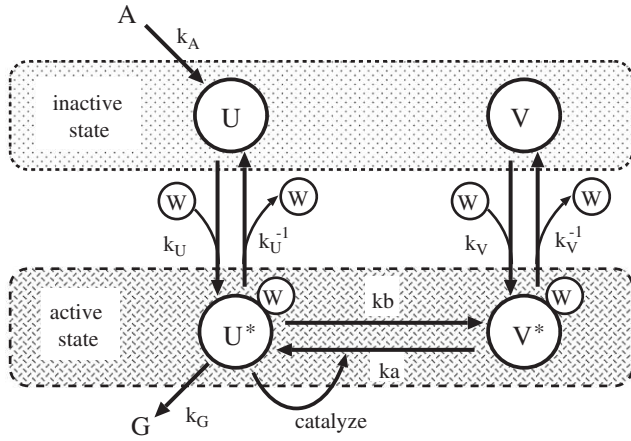 A
k_A
inactive
state
U
V
W
W
W
W
k_U
k_U^-1
k_V
k_V^-1
active
state
W
W
U*
kb
V*
ka
G
k_G
catalyze